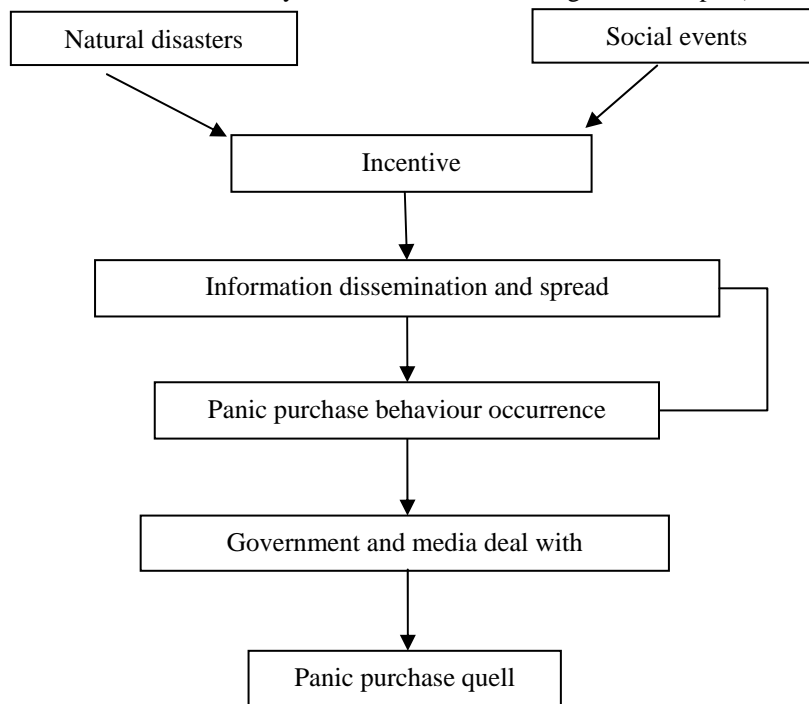 Natural disasters
Social events
Incentive
Information dissemination and spread
Panic purchase behaviour occurrence
Government and media deal with
Panic purchase quell